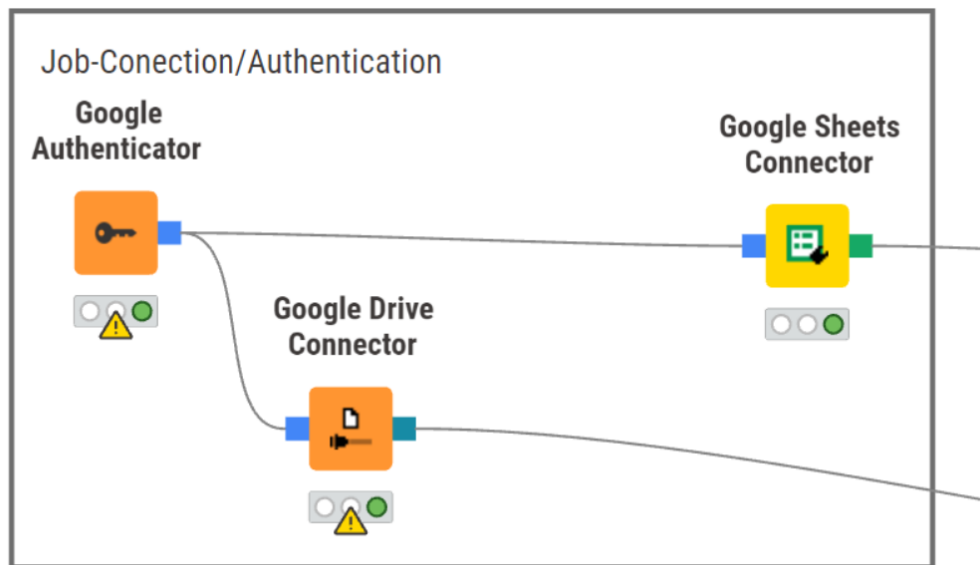 Job-Conection/Authentication
Google
Authenticator
Google Sheets
Connector
Google Drive
Connector